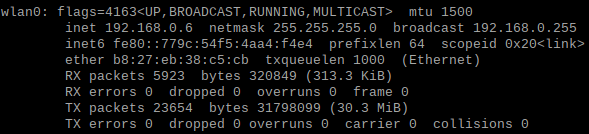 wlan0: flags=4163<UP,BROADCAST,RUNNING,MULTICAST>  mtu 1500
        inet 192.168.0.6  netmask 255.255.255.0  broadcast 192.168.0.255
        inet6 fe80::779c:54f5:4aa4:f4e4  prefixlen 64  scopeid 0x20<link>
        ether b8:27:eb:38:c5:cb  txqueuelen 1000  (Ethernet)
        RX packets 5923  bytes 320849 (313.3 KiB)
        RX errors 0  dropped 0  overruns 0  frame 0
        TX packets 23654  bytes 31798099 (30.3 MiB)
        TX errors 0  dropped 0 overruns 0  carrier 0  collisions 0